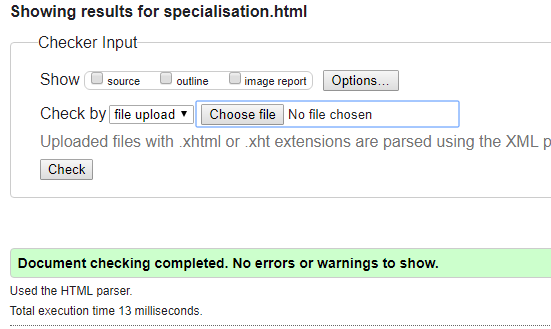 Showing results for specialisation.html
Checker Input
Show source outline image report Options...
Check by file upload Choose file No file chosen
Uploaded files with .xhtml or .xht extensions are parsed using the XML p
Check
Document checking completed. No errors or warnings to show.
Used the HTML parser.
Total execution time 13 milliseconds.